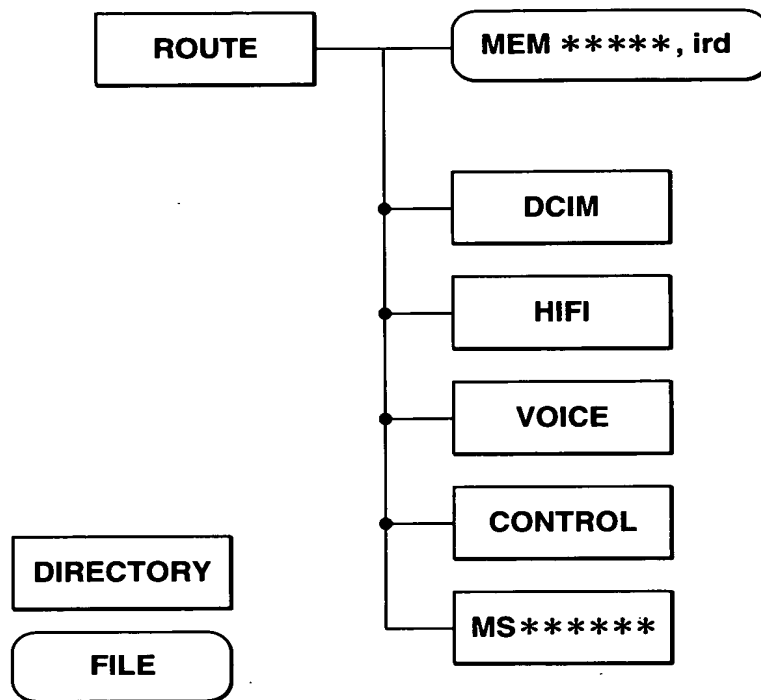 ROUTE
MEM *****, ird
DCIM
HIFI
VOICE
CONTROL
MS******
DIRECTORY
FILE